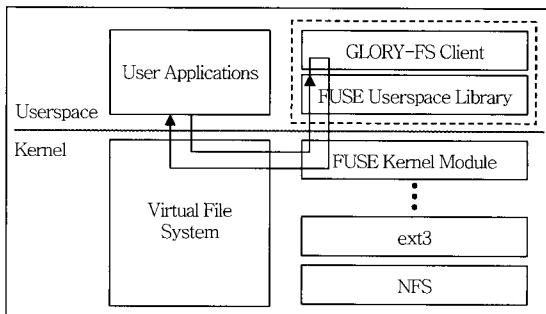 GLORY-FS Client
User Applications
FUSE Userspace Library
Userspace
Kernel
FUSE Kernel Module
Virtual File
System
ext3
NFS